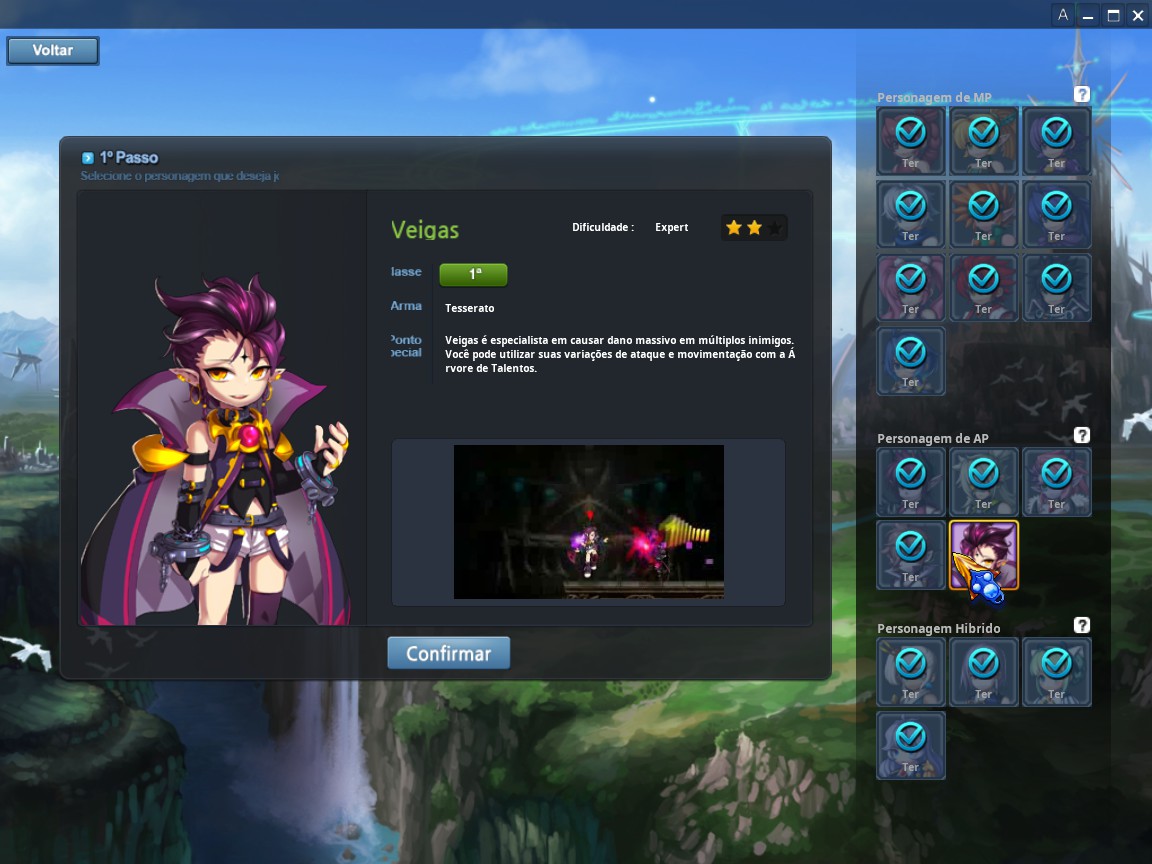 A
Voltar
Personagem de MP
?
1º Passo
Selecione o personagem que deseja jo
Veigas
Dificuldade :
Expert
lasse
1ª
Arma
Tesserato
Ponto
pecial
Veigas é especialista em causar dano massivo em múltiplos inimigos.
Você pode utilizar suas variações de ataque e movimentação com a Á
rvore de Talentos.
Confirmar
Ter
Ter
Ter
Ter
Ter
Ter
Ter
Ter
Ter
Ter
Personagem de AP
?
Ter
Ter
Ter
Ter
Personagem Hibrido
?
Ter
Ter
Ter
Ter